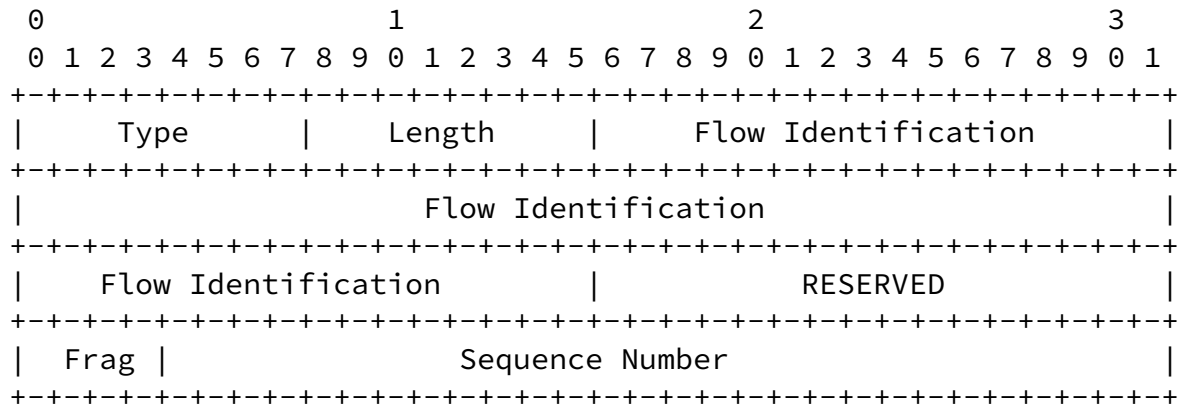 0                   1                   2                   3
 0 1 2 3 4 5 6 7 8 9 0 1 2 3 4 5 6 7 8 9 0 1 2 3 4 5 6 7 8 9 0 1
+-+-+-+-+-+-+-+-+-+-+-+-+-+-+-+-+-+-+-+-+-+-+-+-+-+-+-+-+-+-+-+-+
|     Type      |    Length     |     Flow Identification       |
+-+-+-+-+-+-+-+-+-+-+-+-+-+-+-+-+-+-+-+-+-+-+-+-+-+-+-+-+-+-+-+-+
|                      Flow Identification                      |
+-+-+-+-+-+-+-+-+-+-+-+-+-+-+-+-+-+-+-+-+-+-+-+-+-+-+-+-+-+-+-+-+
|    Flow Identification        |           RESERVED            |
+-+-+-+-+-+-+-+-+-+-+-+-+-+-+-+-+-+-+-+-+-+-+-+-+-+-+-+-+-+-+-+-+
|  Frag |                Sequence Number                        |
+-+-+-+-+-+-+-+-+-+-+-+-+-+-+-+-+-+-+-+-+-+-+-+-+-+-+-+-+-+-+-+-+